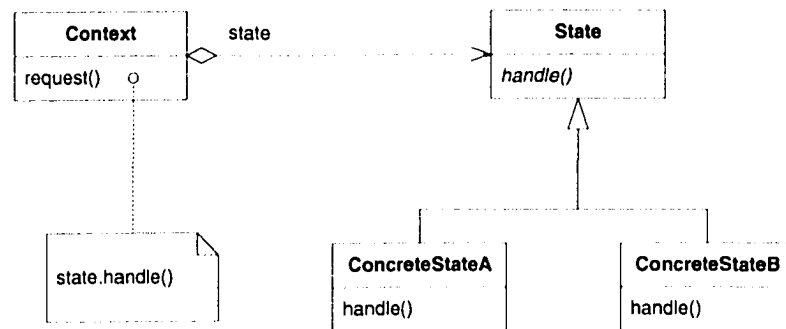 Context
state
State
request()
handle()
state.handle()
ConcreteStateA
ConcreteStateB
handle()
handle()